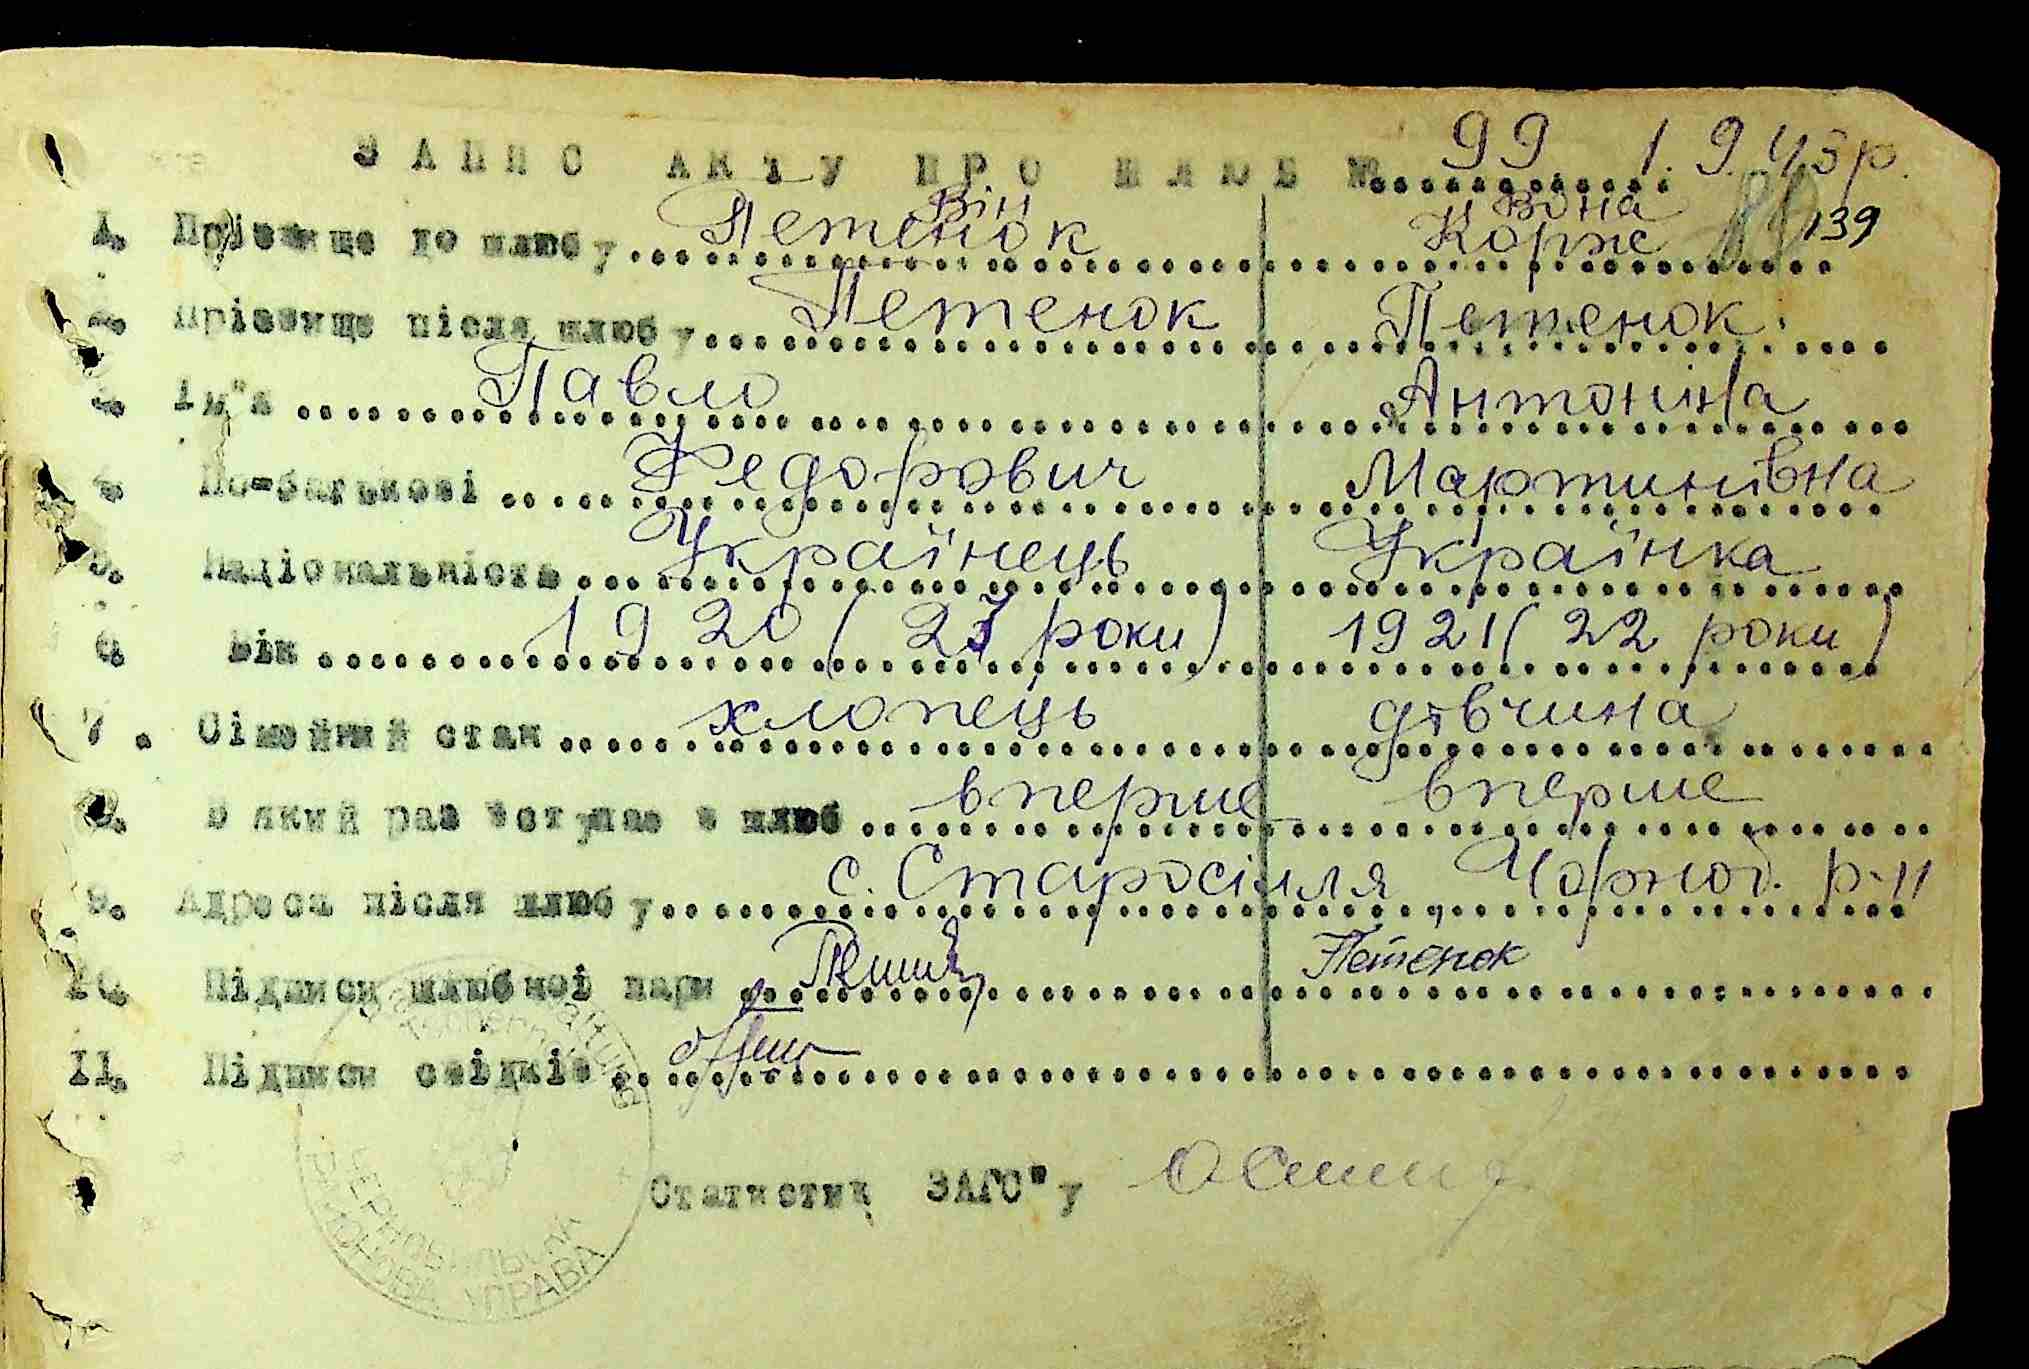 ЗАПИС АКТУ ПРО ШЛЮБ № 99 1.9.43р.
Він Вона
1. Прізвище до шлюбу Петенок Корж 139
2. Прізвище після шлюбу Петенок Петенок
3. Ім"я Павло Антоніна
4. По-батькові Федорович Мартинівна
5. Національність Українець Українка
6. Вік 1920 (23 роки) 1921 (22 роки)
7. Сімейний стан хлопець дівчина
8. В який раз вступає в шлюб вперше вперше
9. Адреса після шлюбу с. Старосілля, Чорноб. р-н
10. Підписи шлюбної пари Петенок
11. Підписи свідків
Статистик ЗАГС"у
ЧЕРНОБИЛЬСЬКА
РАЙОНОВА УПРАВА